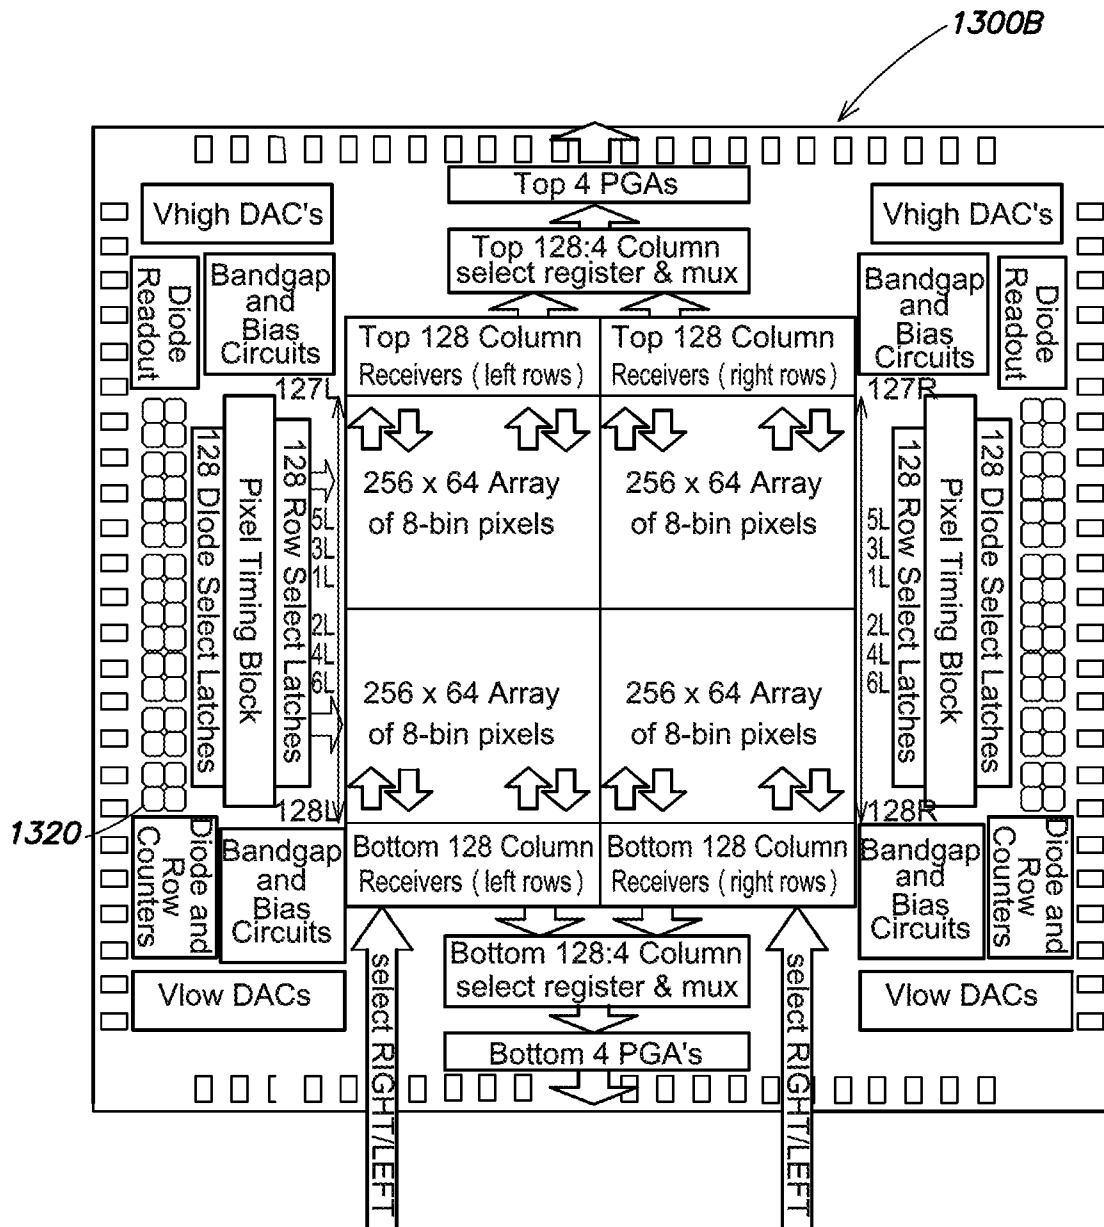 1300B
Top 4 PGAs
Vhigh DAC's
Vhigh DAC's
Top 128:4 Column
select register & mux
Diode
Readout
Bandgap
and
Bias
Circuits
Bandgap
and
Bias
Circuits
Diode
Readout
Top 128 Column
Receivers ( left rows )
Top 128 Column
Receivers ( right rows )
127L
127R
128 DIode Select Latches
Pixel Timing Block
128 Row Select Latches
5L
3L
1L
2L
4L
6L
256 x 64 Array
of 8-bin pixels
256 x 64 Array
of 8-bin pixels
256 x 64 Array
of 8-bin pixels
256 x 64 Array
of 8-bin pixels
5L
3L
1L
2L
4L
6L
128 Row Select Latches
Pixel Timing Block
128 DIode Select Latches
128L
128R
1320
Diode and
Row
Counters
Bandgap
and
Bias
Circuits
Bottom 128 Column
Receivers ( left rows )
Bottom 128 Column
Receivers ( right rows )
Bandgap
and
Bias
Circuits
Diode and
Row
Counters
Bottom 128:4 Column
select register & mux
Vlow DACs
Vlow DACs
Bottom 4 PGA's
select RIGHT/LEFT
select RIGHT/LEFT